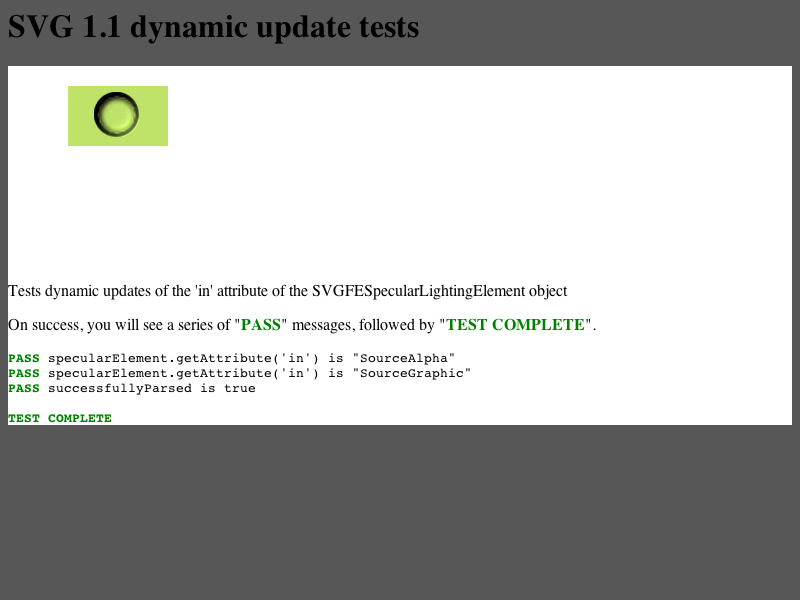 SVG 1.1 dynamic update tests
Tests dynamic updates of the 'in' attribute of the SVGFESpecularLightingElement object
On success, you will see a series of "PASS" messages, followed by "TEST COMPLETE".
PASS specularElement.getAttribute('in') is "SourceAlpha"
PASS specularElement.getAttribute('in') is "SourceGraphic"
PASS successfullyParsed is true
TEST COMPLETE